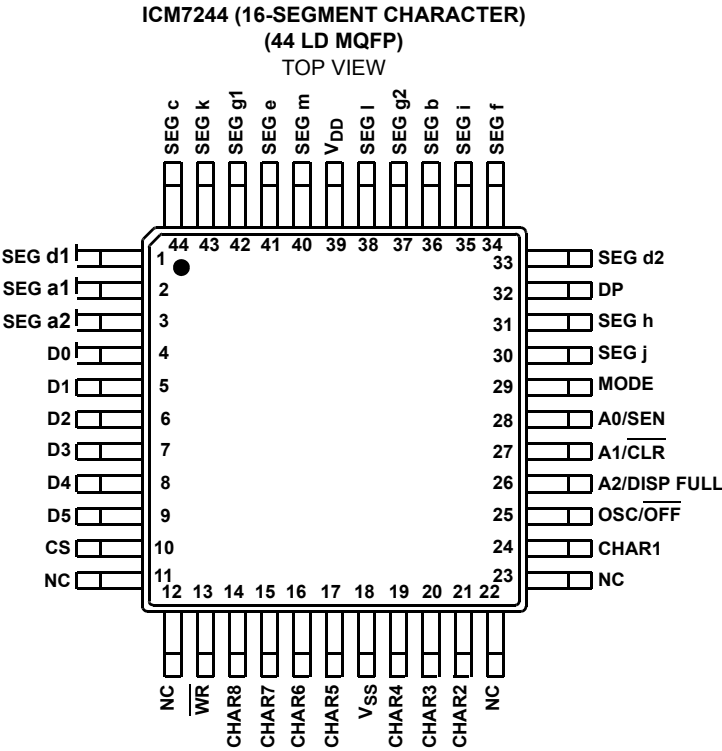 ICM7244 (16-SEGMENT CHARACTER)
(44 LD MQFP)
TOP VIEW
SEG c
SEG k
SEG g1
SEG e
SEG m
VDD
SEG l
SEG g2
SEG b
SEG i
SEG f
44 43 42 41 40 39 38 37 36 35 34
SEG d1 1
SEG a1 2
SEG a2 3
D0 4
D1 5
D2 6
D3 7
D4 8
D5 9
CS 10
NC 11
33 SEG d2
32 DP
31 SEG h
30 SEG j
29 MODE
28 A0/SEN
27 A1/CLR
26 A2/DISP FULL
25 OSC/OFF
24 CHAR1
23 NC
12 13 14 15 16 17 18 19 20 21 22
NC
WR
CHAR8
CHAR7
CHAR6
CHAR5
VSS
CHAR4
CHAR3
CHAR2
NC